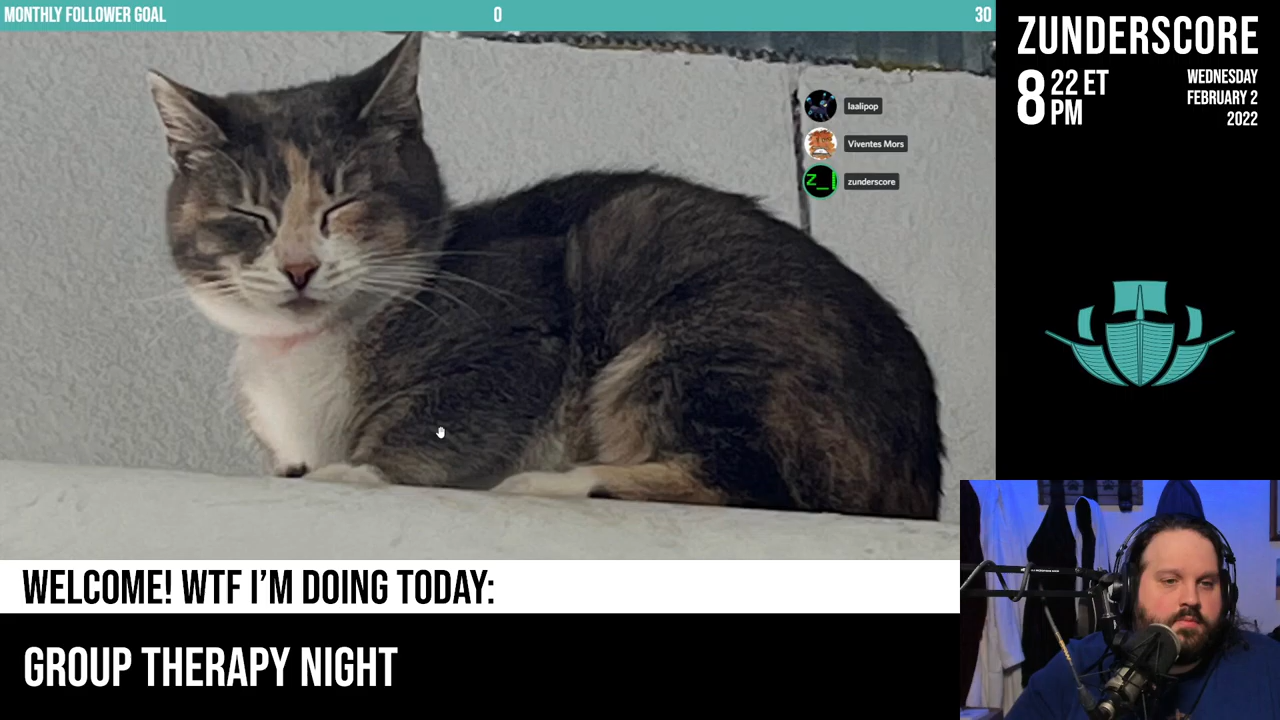 MONTHLY FOLLOWER GOAL 0 30
ZUNDERSCORE
8 22 ET PM
WEDNESDAY
FEBRUARY 2
2022
laalipop
Viventes Mors
Z_
zunderscore
WELCOME! WTF I'M DOING TODAY:
GROUP THERAPY NIGHT